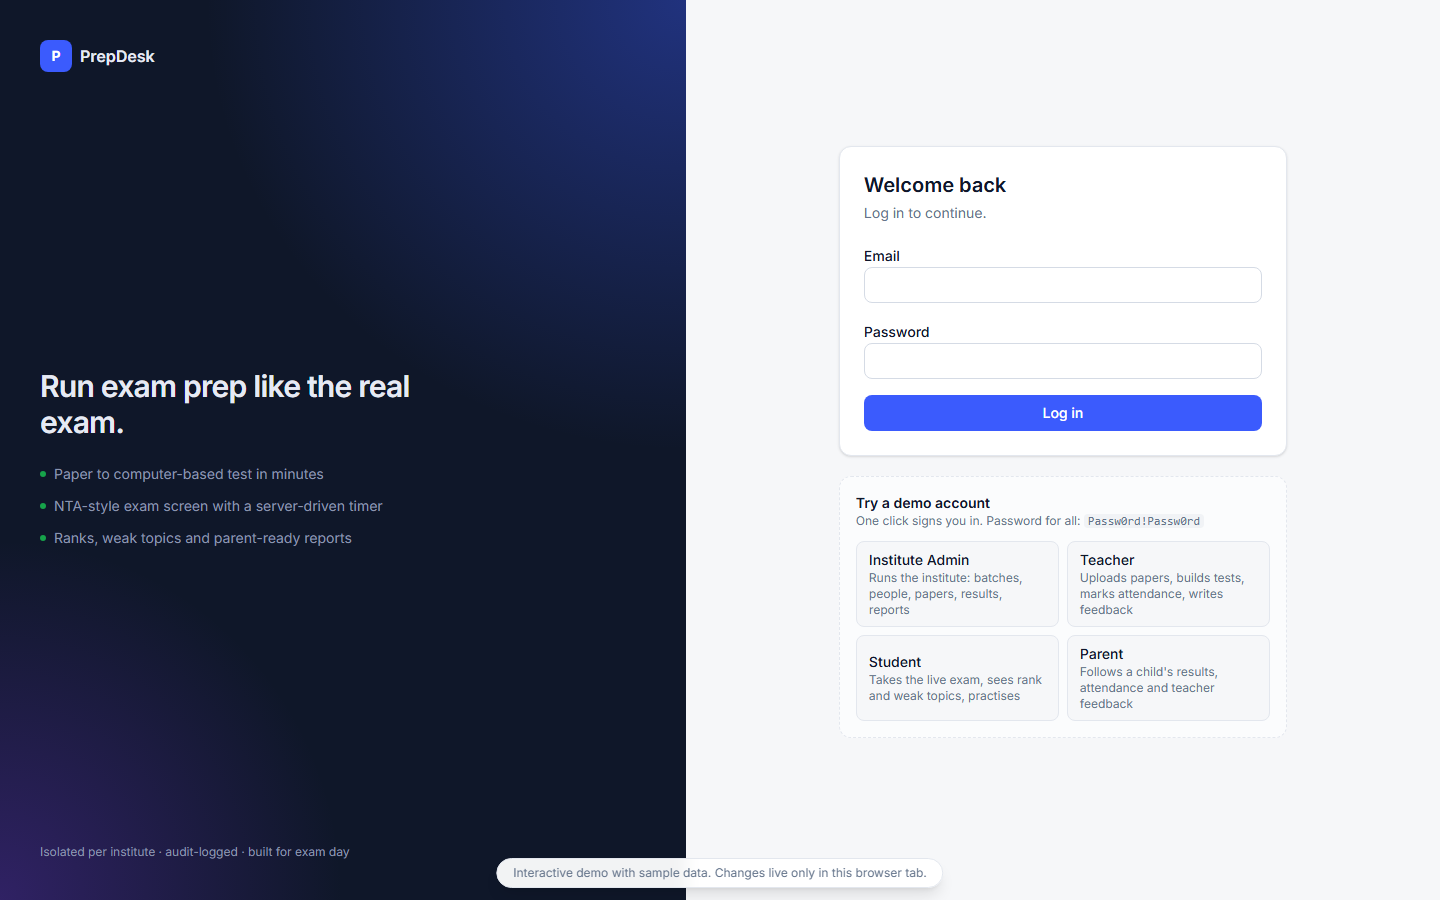 P PrepDesk
Run exam prep like the real
exam.
Paper to computer-based test in minutes
NTA-style exam screen with a server-driven timer
Ranks, weak topics and parent-ready reports
Isolated per institute · audit-logged · built for exam day
Welcome back
Log in to continue.
Email
Password
Log in
Try a demo account
One click signs you in. Password for all: Passw0rd!Passw0rd
Institute Admin
Runs the institute: batches,
people, papers, results,
reports
Teacher
Uploads papers, builds tests,
marks attendance, writes
feedback
Student
Takes the live exam, sees rank
and weak topics, practises
Parent
Follows a child's results,
attendance and teacher
feedback
Interactive demo with sample data. Changes live only in this browser tab.